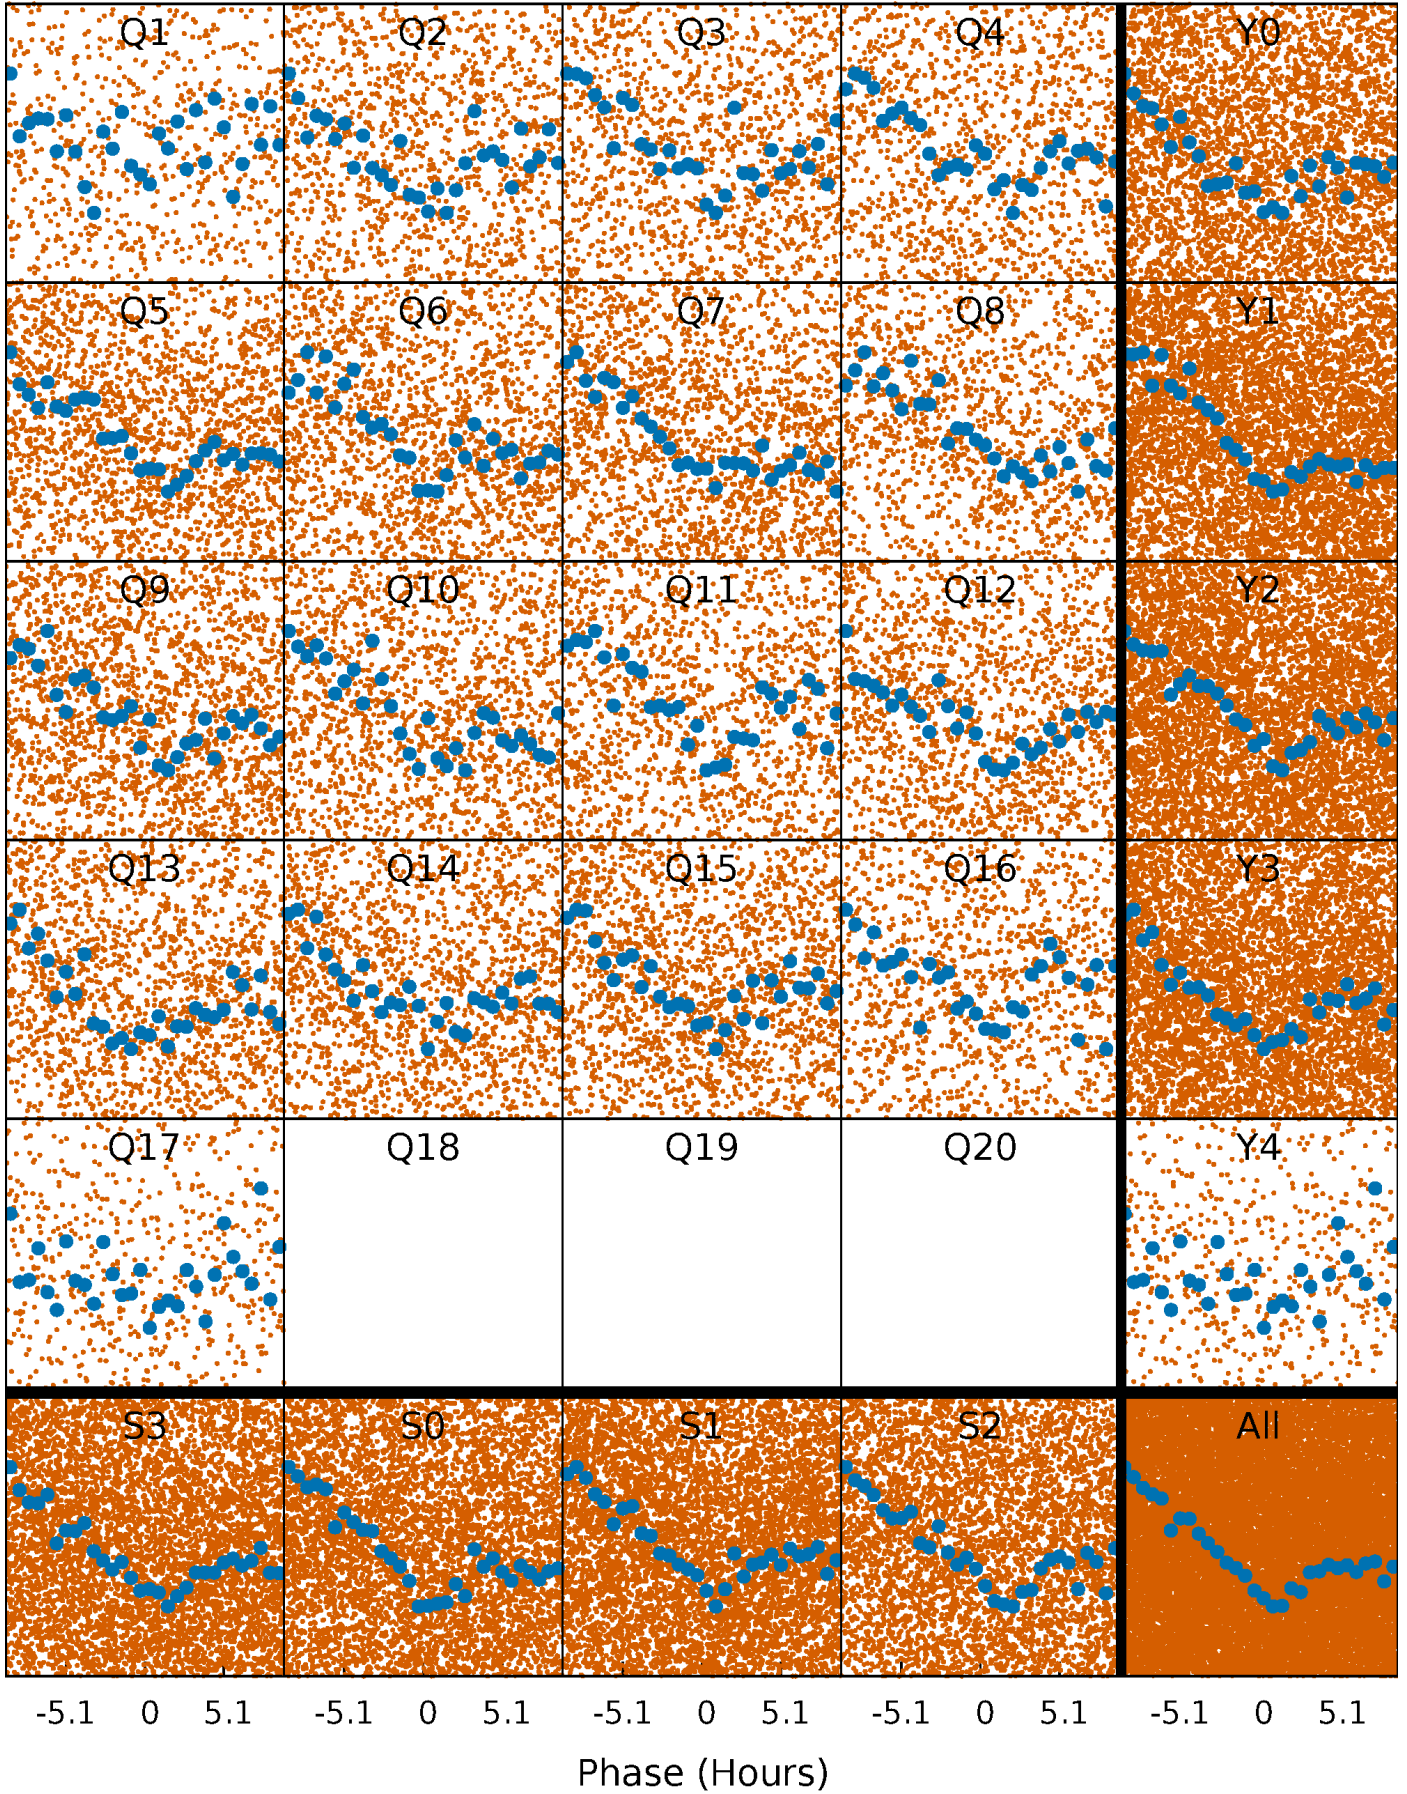 Q1 Q2 Q3 Q4 Y0
Q5 Q6 Q7 Q8 Y1
Q9 Q10 Q11 Q12 Y2
Q13 Q14 Q15 Q16 Y3
Q17 Q18 Q19 Q20 Y4
S3 S0 S1 S2 All
-5.1 0 5.1 -5.1 0 5.1 -5.1 0 5.1 -5.1 0 5.1 -5.1 0 5.1
Phase (Hours)